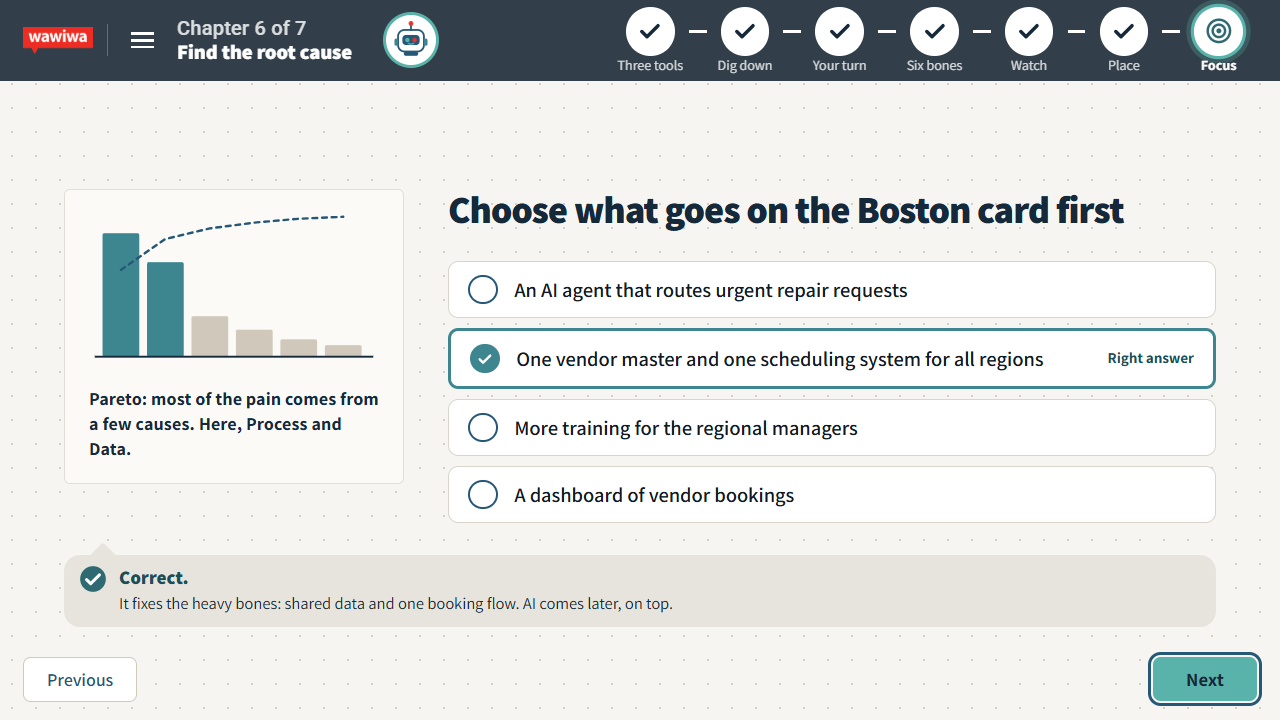 wawiwa
Chapter 6 of 7
Find the root cause
Three tools
Dig down
Your turn
Six bones
Watch
Place
Focus
Choose what goes on the Boston card first
Pareto: most of the pain comes from
a few causes. Here, Process and
Data.
An AI agent that routes urgent repair requests
One vendor master and one scheduling system for all regions
Right answer
More training for the regional managers
A dashboard of vendor bookings
Correct.
It fixes the heavy bones: shared data and one booking flow. AI comes later, on top.
Previous
Next